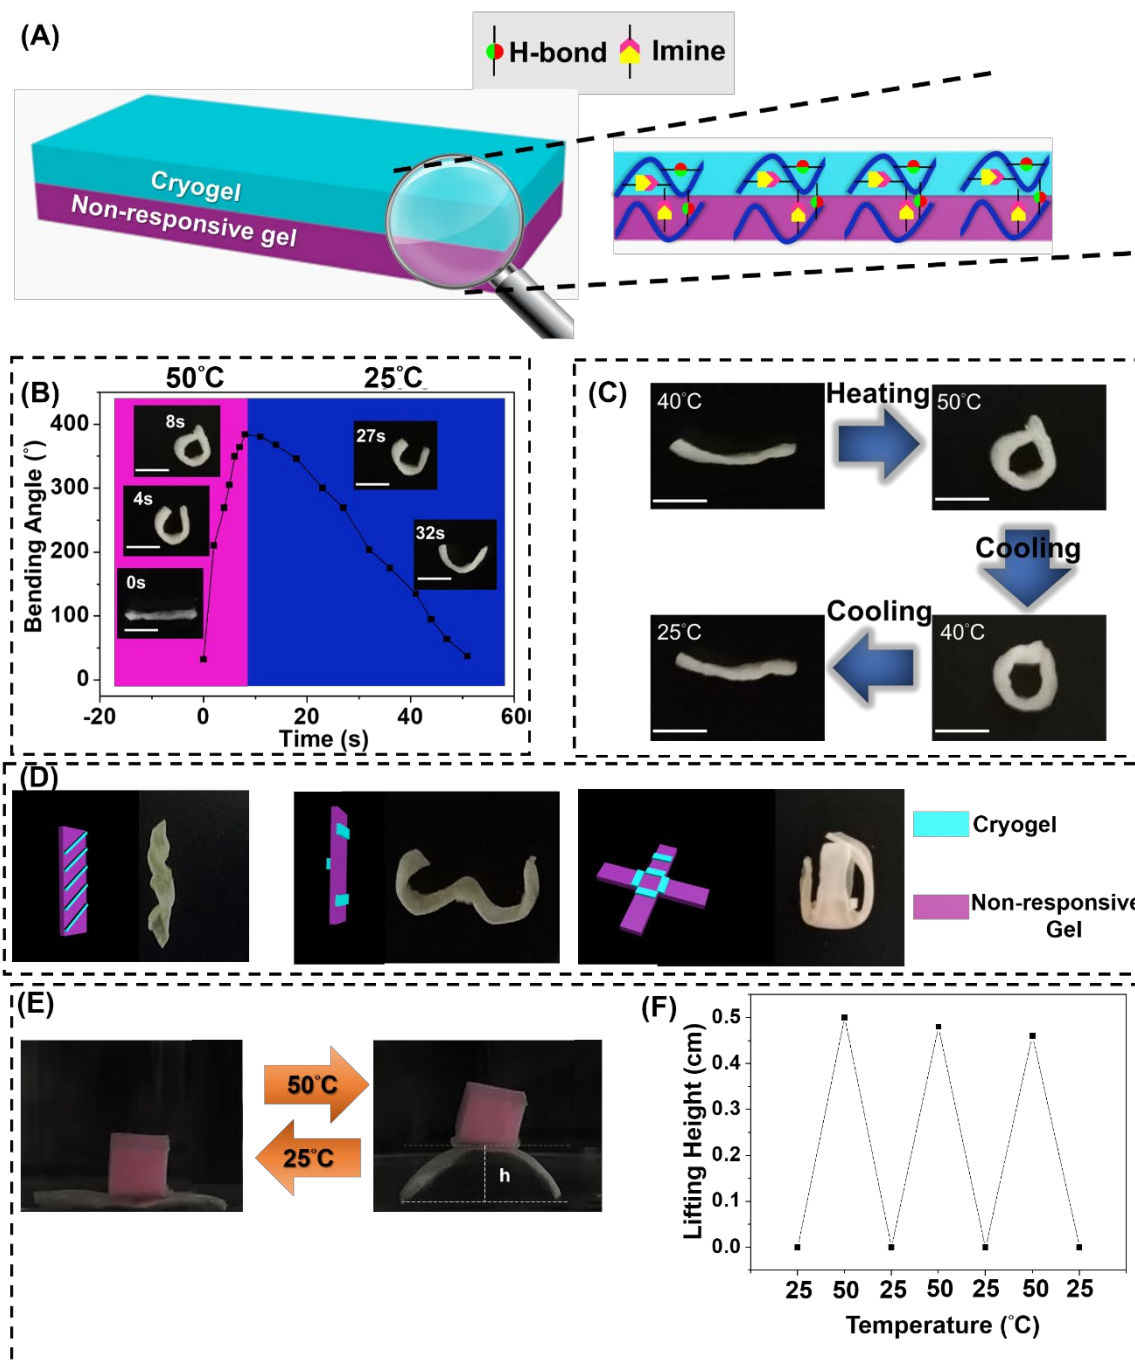 (A)
H-bond Imine
Cryogel
Non-responsive gel
(B)
50°C 25°C
Bending Angle (°)
400
300
200
100
0
8s
4s
0s
27s
32s
-20 0 20 40 60
Time (s)
(C)
40°C
Heating
50°C
Cooling
40°C
Cooling
25°C
(D)
Cryogel
Non-responsive
Gel
(E)
50°C
25°C
h
(F)
Lifting Height (cm)
0.5
0.4
0.3
0.2
0.1
0.0
25 50 25 50 25 50 25
Temperature (°C)